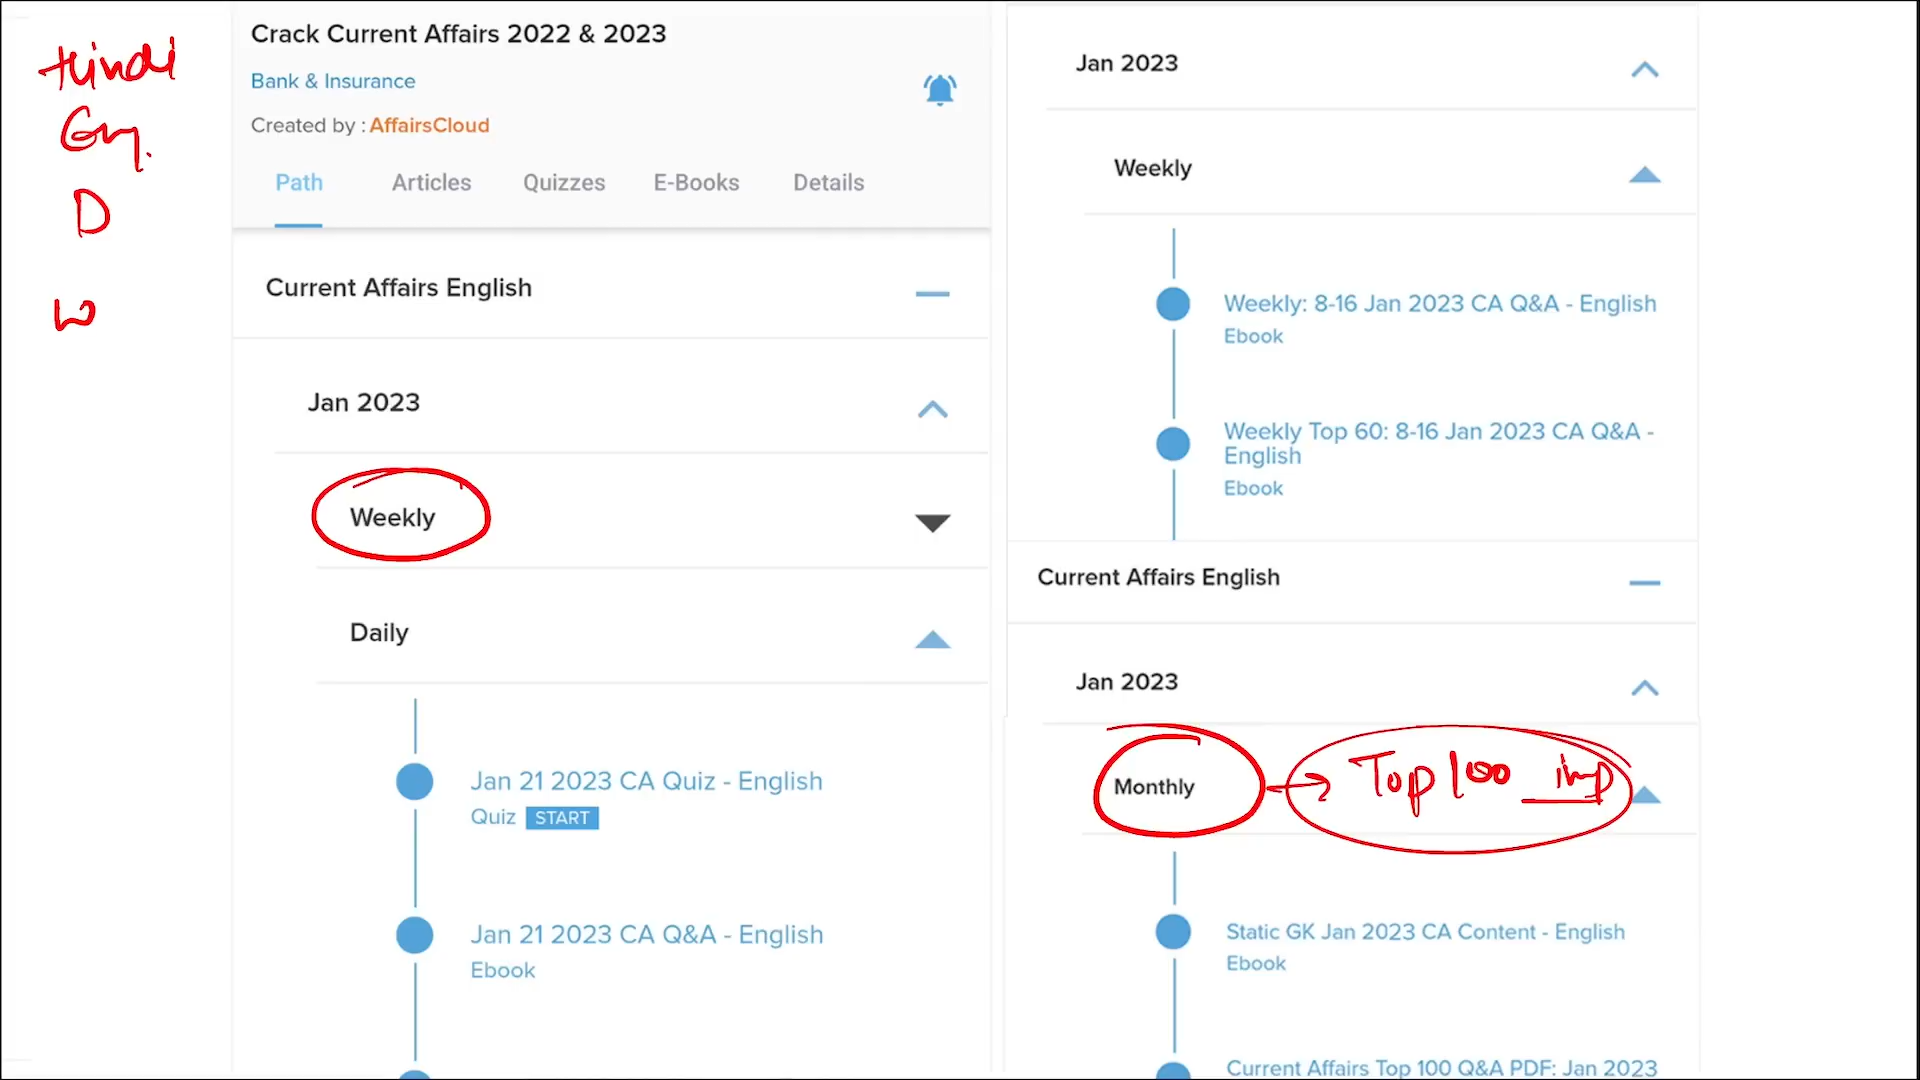 Hindi
Eng.
D
W
Crack Current Affairs 2022 & 2023
Bank & Insurance
Created by : AffairsCloud
Path Articles Quizzes E-Books Details
Current Affairs English
Jan 2023
Weekly
Daily
Jan 21 2023 CA Quiz - English
Quiz START
Jan 21 2023 CA Q&A - English
Ebook
Jan 2023
Weekly
Weekly: 8-16 Jan 2023 CA Q&A - English
Ebook
Weekly Top 60: 8-16 Jan 2023 CA Q&A -
English
Ebook
Current Affairs English
Jan 2023
Monthly Top 100 imp
Static GK Jan 2023 CA Content - English
Ebook
Current Affairs Top 100 Q&A PDF: Jan 2023